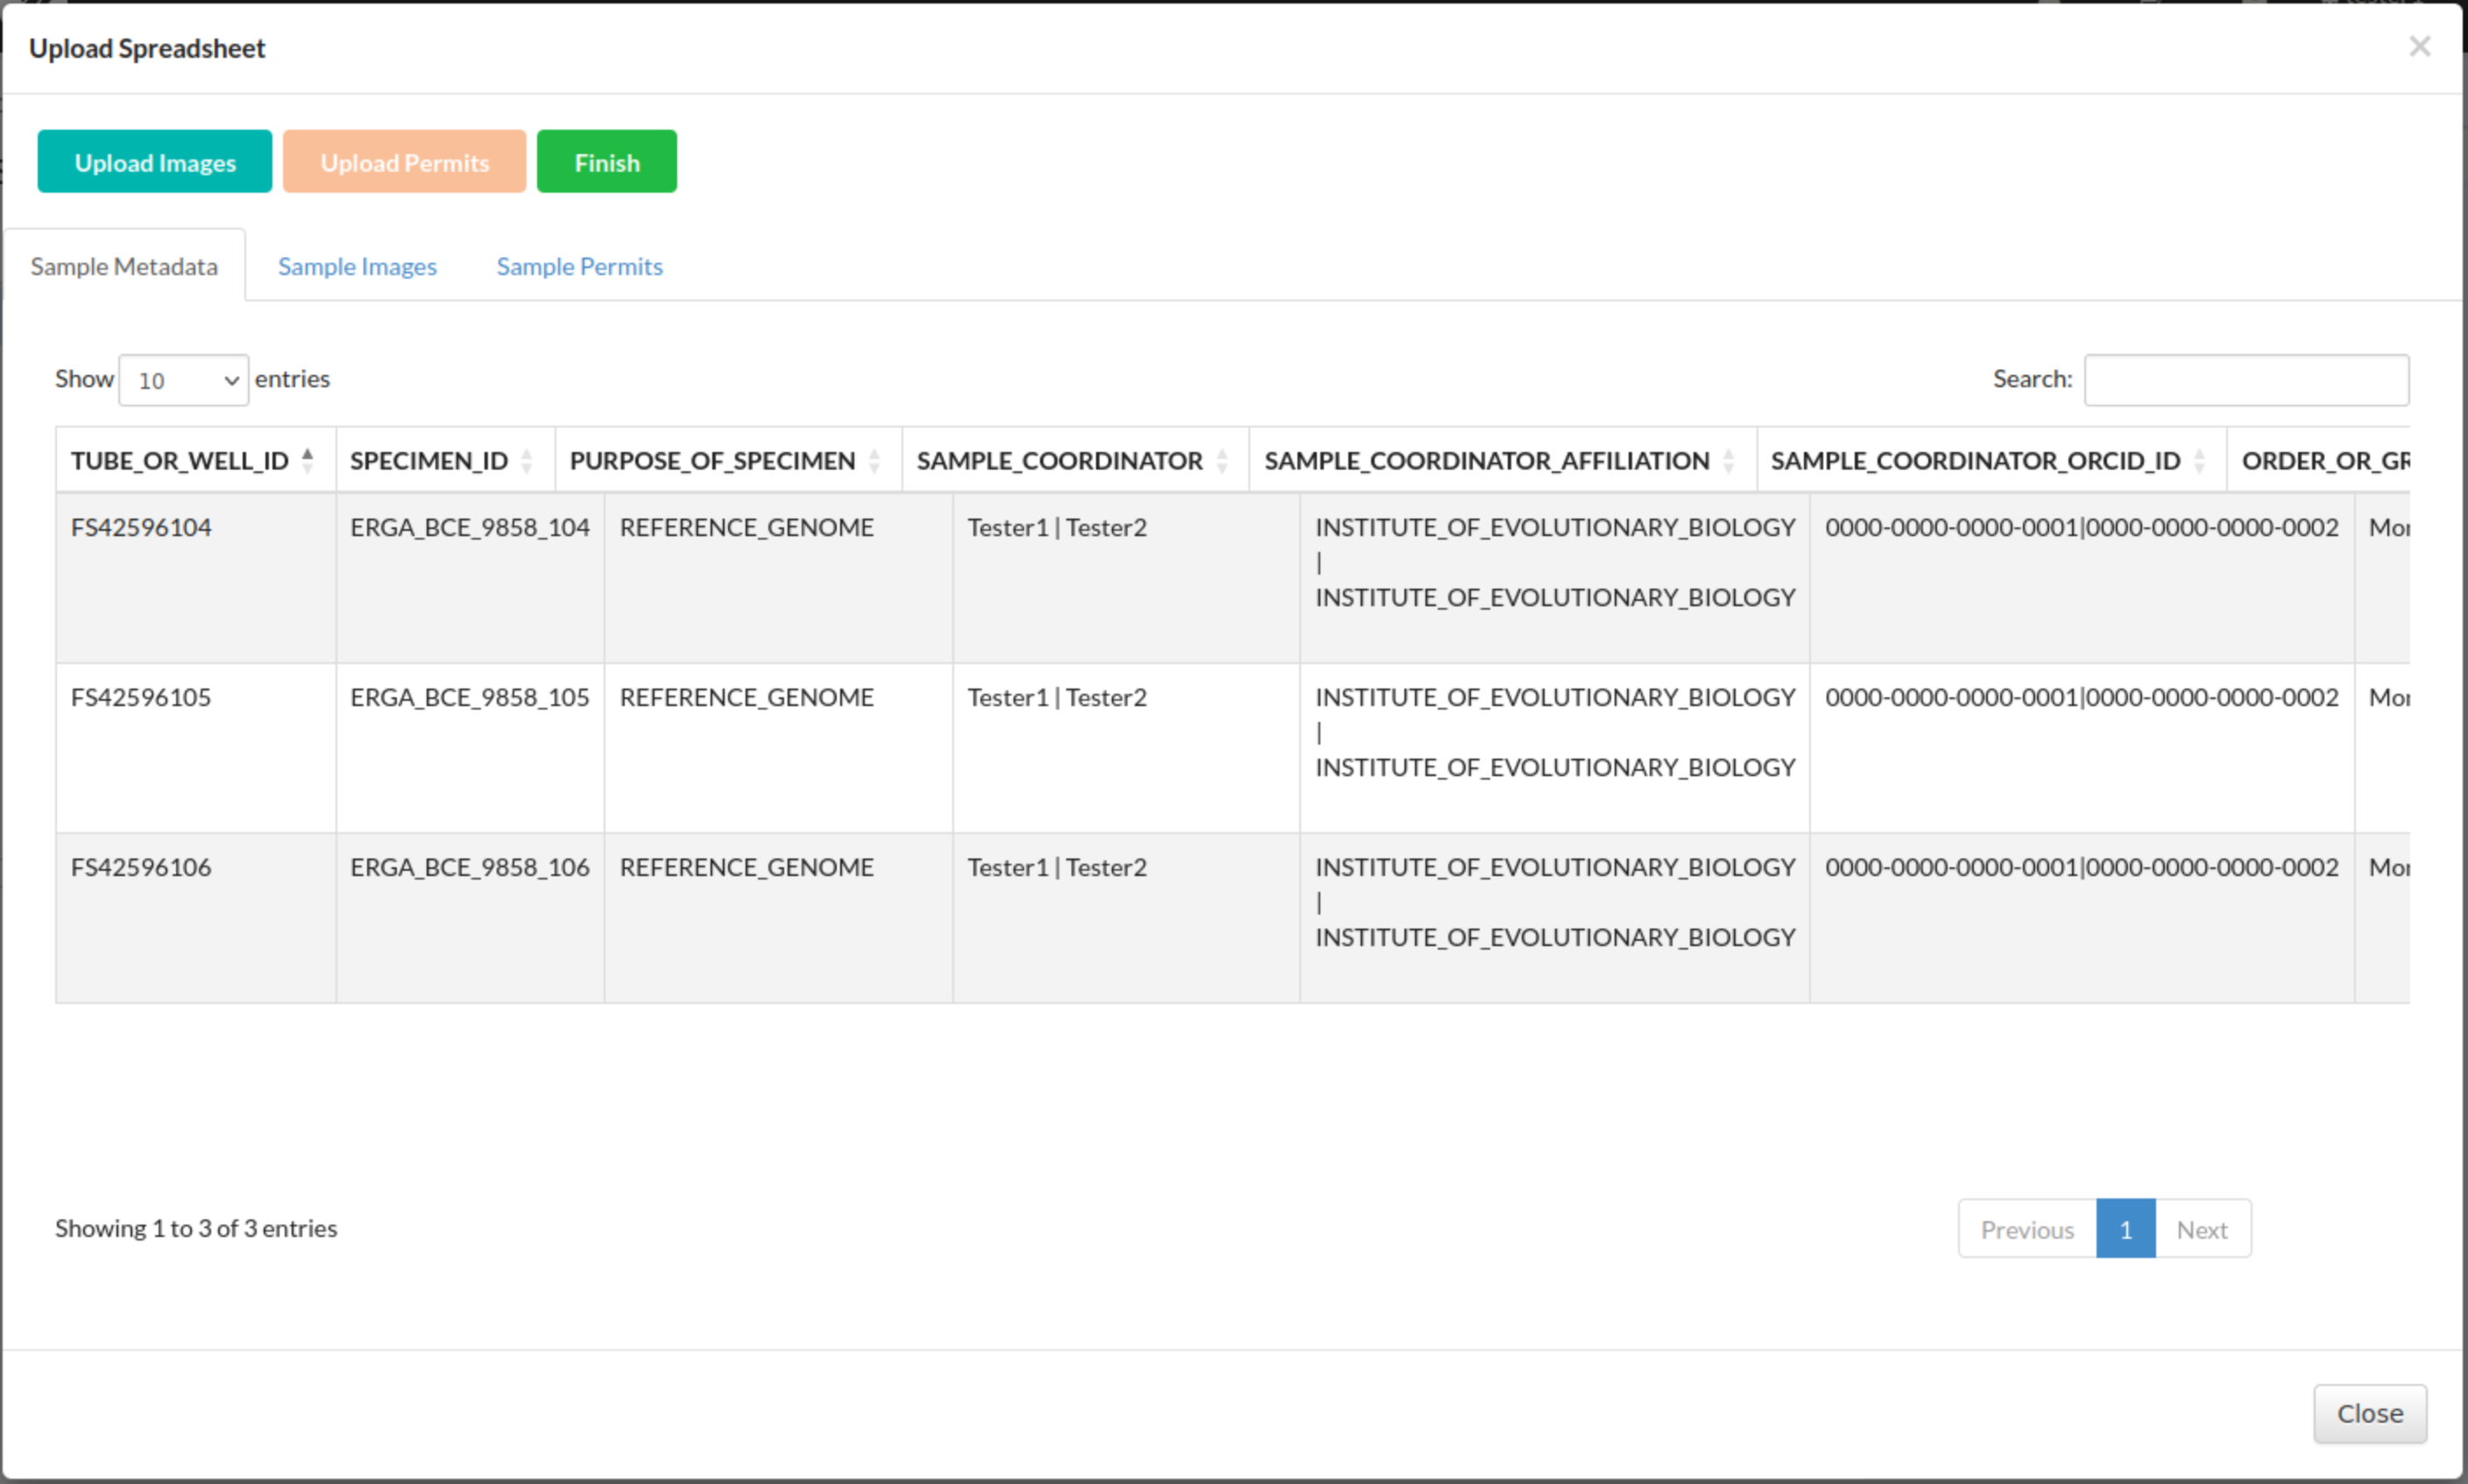 Upload Spreadsheet
×
Upload Images Upload Permits Finish
Sample Metadata Sample Images Sample Permits
Show 10 entries Search:
TUBE_OR_WELL_ID SPECIMEN_ID PURPOSE_OF_SPECIMEN SAMPLE_COORDINATOR SAMPLE_COORDINATOR_AFFILIATION SAMPLE_COORDINATOR_ORCID_ID ORDER_OR_GR
FS42596104 ERGA_BCE_9858_104 REFERENCE_GENOME Tester1 | Tester2 INSTITUTE_OF_EVOLUTIONARY_BIOLOGY 0000-0000-0000-0001|0000-0000-0000-0002 Mor
|
INSTITUTE_OF_EVOLUTIONARY_BIOLOGY
FS42596105 ERGA_BCE_9858_105 REFERENCE_GENOME Tester1 | Tester2 INSTITUTE_OF_EVOLUTIONARY_BIOLOGY 0000-0000-0000-0001|0000-0000-0000-0002 Mor
|
INSTITUTE_OF_EVOLUTIONARY_BIOLOGY
FS42596106 ERGA_BCE_9858_106 REFERENCE_GENOME Tester1 | Tester2 INSTITUTE_OF_EVOLUTIONARY_BIOLOGY 0000-0000-0000-0001|0000-0000-0000-0002 Mor
|
INSTITUTE_OF_EVOLUTIONARY_BIOLOGY
Showing 1 to 3 of 3 entries Previous 1 Next
Close